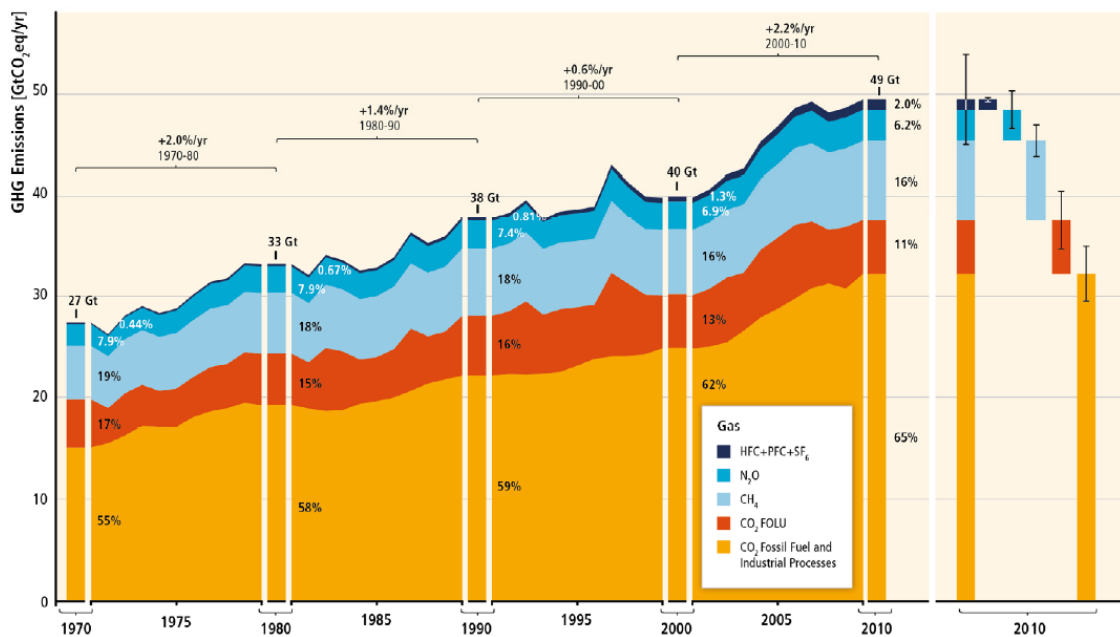 GHG Emissions [GtCO₂eq/yr]
50
40
30
20
10
0
+2.0%/yr
1970-80
+1.4%/yr
1980-90
+0.6%/yr
1990-00
+2.2%/yr
2000-10
27 Gt
0.44%
7.9%
19%
17%
55%
33 Gt
0.67%
7.9%
18%
15%
58%
38 Gt
0.81%
7.4%
18%
16%
59%
40 Gt
1.3%
6.9%
16%
13%
62%
49 Gt
2.0%
6.2%
16%
11%
65%
Gas
HFC+PFC+SF₆
N₂O
CH₄
CO₂ FOLU
CO₂ Fossil Fuel and
Industrial Processes
1970 1975 1980 1985 1990 1995 2000 2005 2010 2010